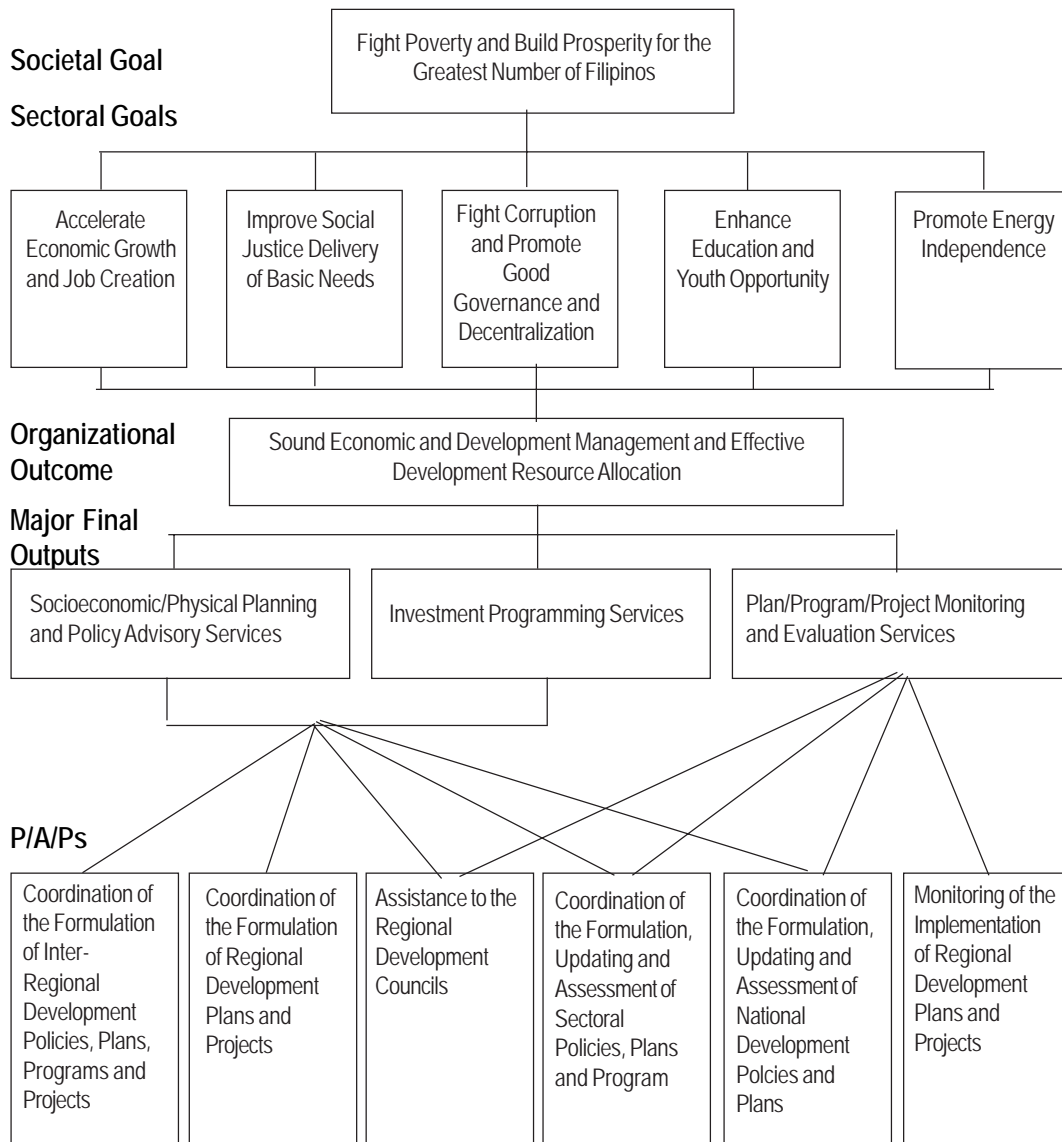 Societal Goal
Fight Poverty and Build Prosperity for the
Greatest Number of Filipinos
Sectoral Goals
Accelerate
Economic Growth
and Job Creation
Improve Social
Justice Delivery
of Basic Needs
Fight Corruption
and Promote
Good
Governance and
Decentralization
Enhance
Education and
Youth Opportunity
Promote Energy
Independence
Organizational
Outcome
Sound Economic and Development Management and Effective
Development Resource Allocation
Major Final
Outputs
Socioeconomic/Physical Planning
and Policy Advisory Services
Investment Programming Services
Plan/Program/Project Monitoring
and Evaluation Services
P/A/Ps
Coordination of
the Formulation
of Inter-
Regional
Development
Policies, Plans,
Programs and
Projects
Coordination of
the Formulation
of Regional
Development
Plans and
Projects
Assistance to the
Regional
Development
Councils
Coordination of
the Formulation,
Updating and
Assessment of
Sectoral
Policies, Plans
and Program
Coordination of
the Formulation,
Updating and
Assessment of
National
Development
Polcies and
Plans
Monitoring of the
Implementation
of Regional
Development
Plans and
Projects